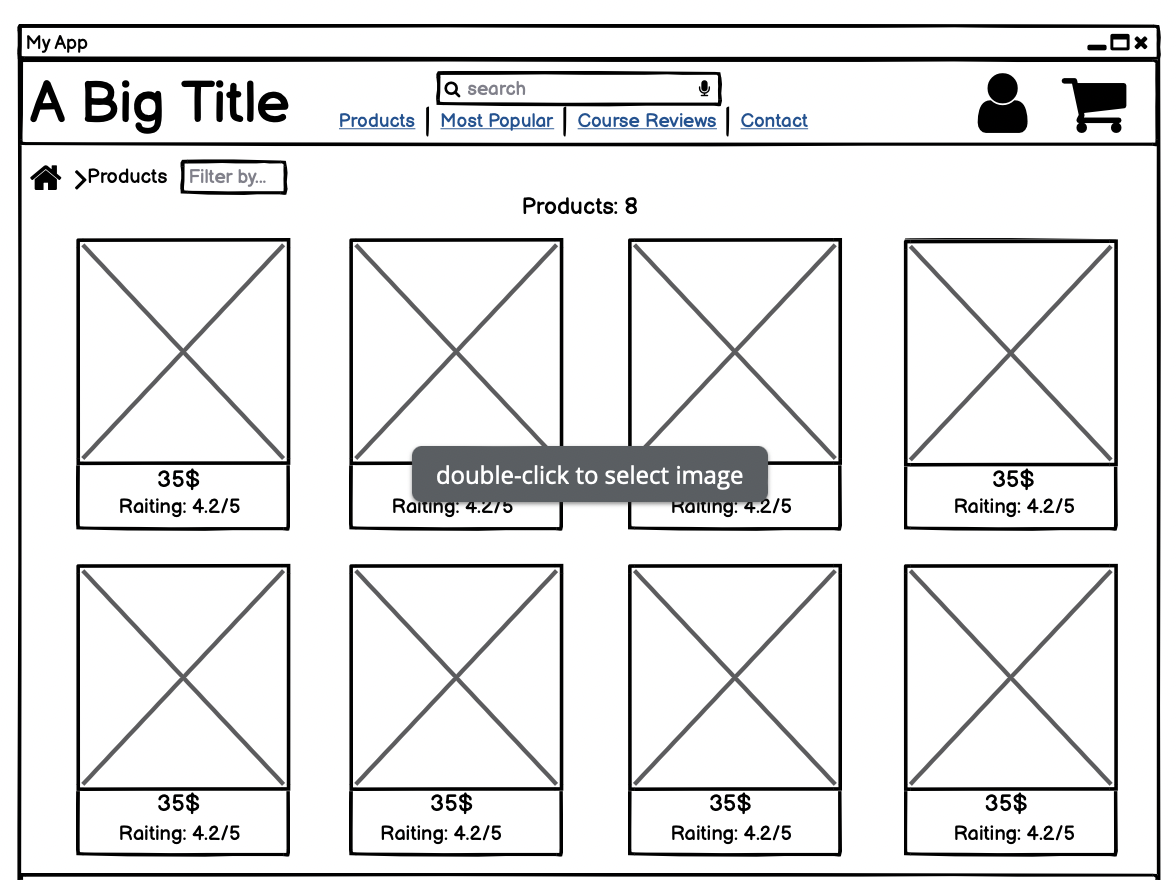 My App
A Big Title
search
Products Most Popular Course Reviews Contact
Products Filter by...
Products: 8
double-click to select image
35$ 35$
Raiting: 4.2/5 Raiting: 4.2/5 Raiting: 4.2/5 Raiting: 4.2/5
35$ 35$ 35$ 35$
Raiting: 4.2/5 Raiting: 4.2/5 Raiting: 4.2/5 Raiting: 4.2/5